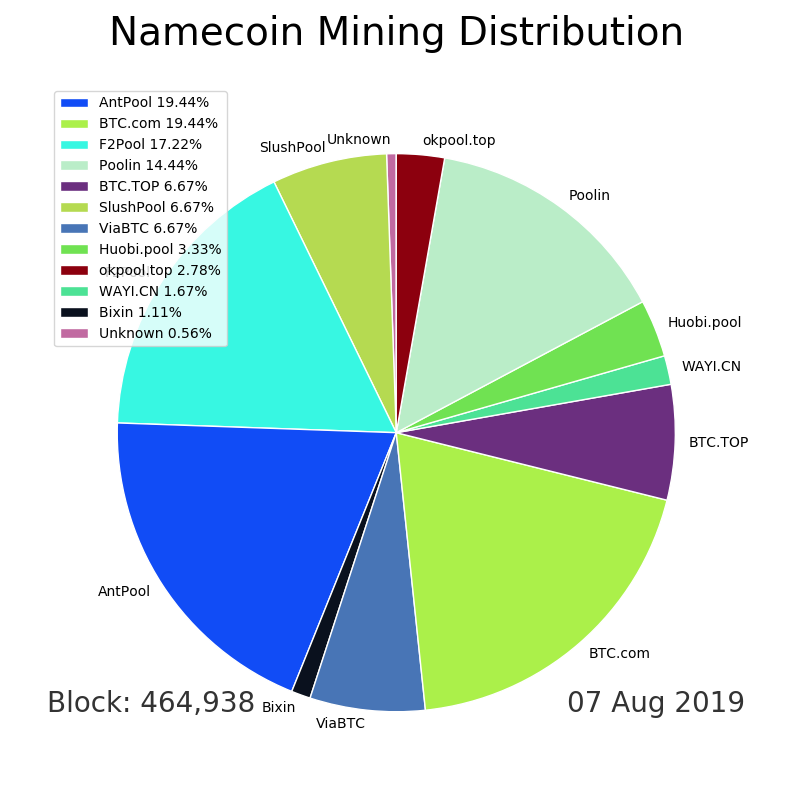 Namecoin Mining Distribution
AntPool 19.44%
BTC.com 19.44%
F2Pool 17.22%
Poolin 14.44%
BTC.TOP 6.67%
SlushPool 6.67%
ViaBTC 6.67%
Huobi.pool 3.33%
okpool.top 2.78%
WAYI.CN 1.67%
Bixin 1.11%
Unknown 0.56%
SlushPool
Unknown
okpool.top
Poolin
Huobi.pool
WAYI.CN
BTC.TOP
AntPool
BTC.com
Block: 464,938
Bixin
ViaBTC
07 Aug 2019